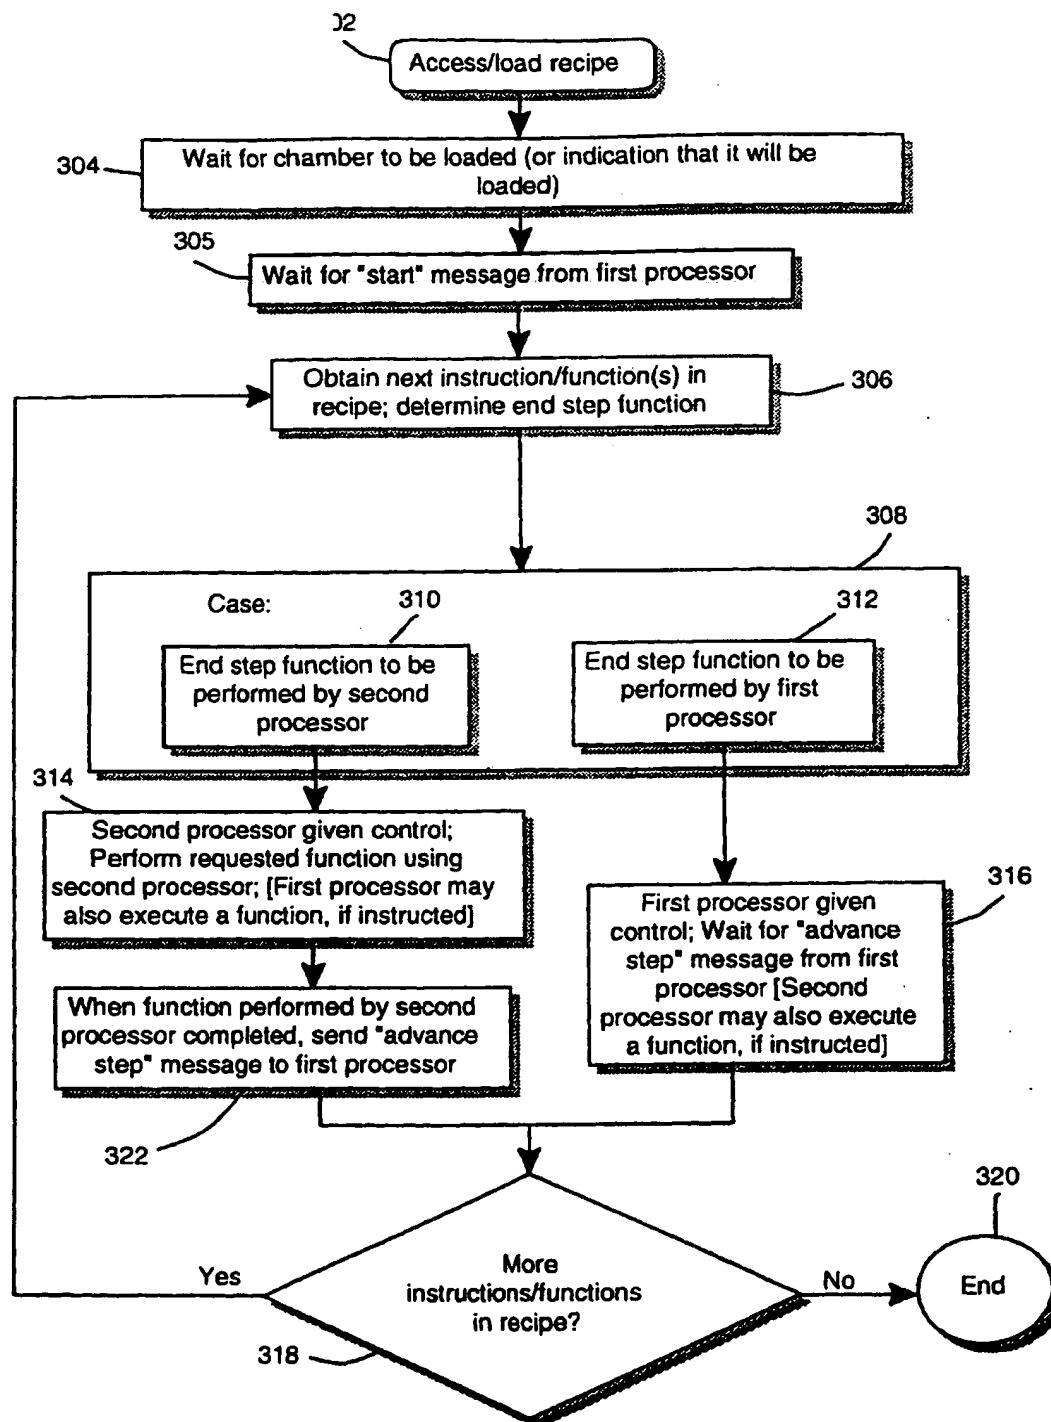 02
Access/load recipe
304
Wait for chamber to be loaded (or indication that it will be
loaded)
305
Wait for "start" message from first processor
Obtain next instruction/function(s) in
recipe; determine end step function
306
308
Case:
310
312
End step function to be
performed by second
processor
End step function to be
performed by first
processor
314
Second processor given control;
Perform requested function using
second processor; [First processor may
also execute a function, if instructed]
316
First processor given
control; Wait for "advance
step" message from first
processor [Second
processor may also execute
a function, if instructed]
When function performed by second
processor completed, send "advance
step" message to first processor
322
320
More
instructions/functions
in recipe?
Yes
No
End
318